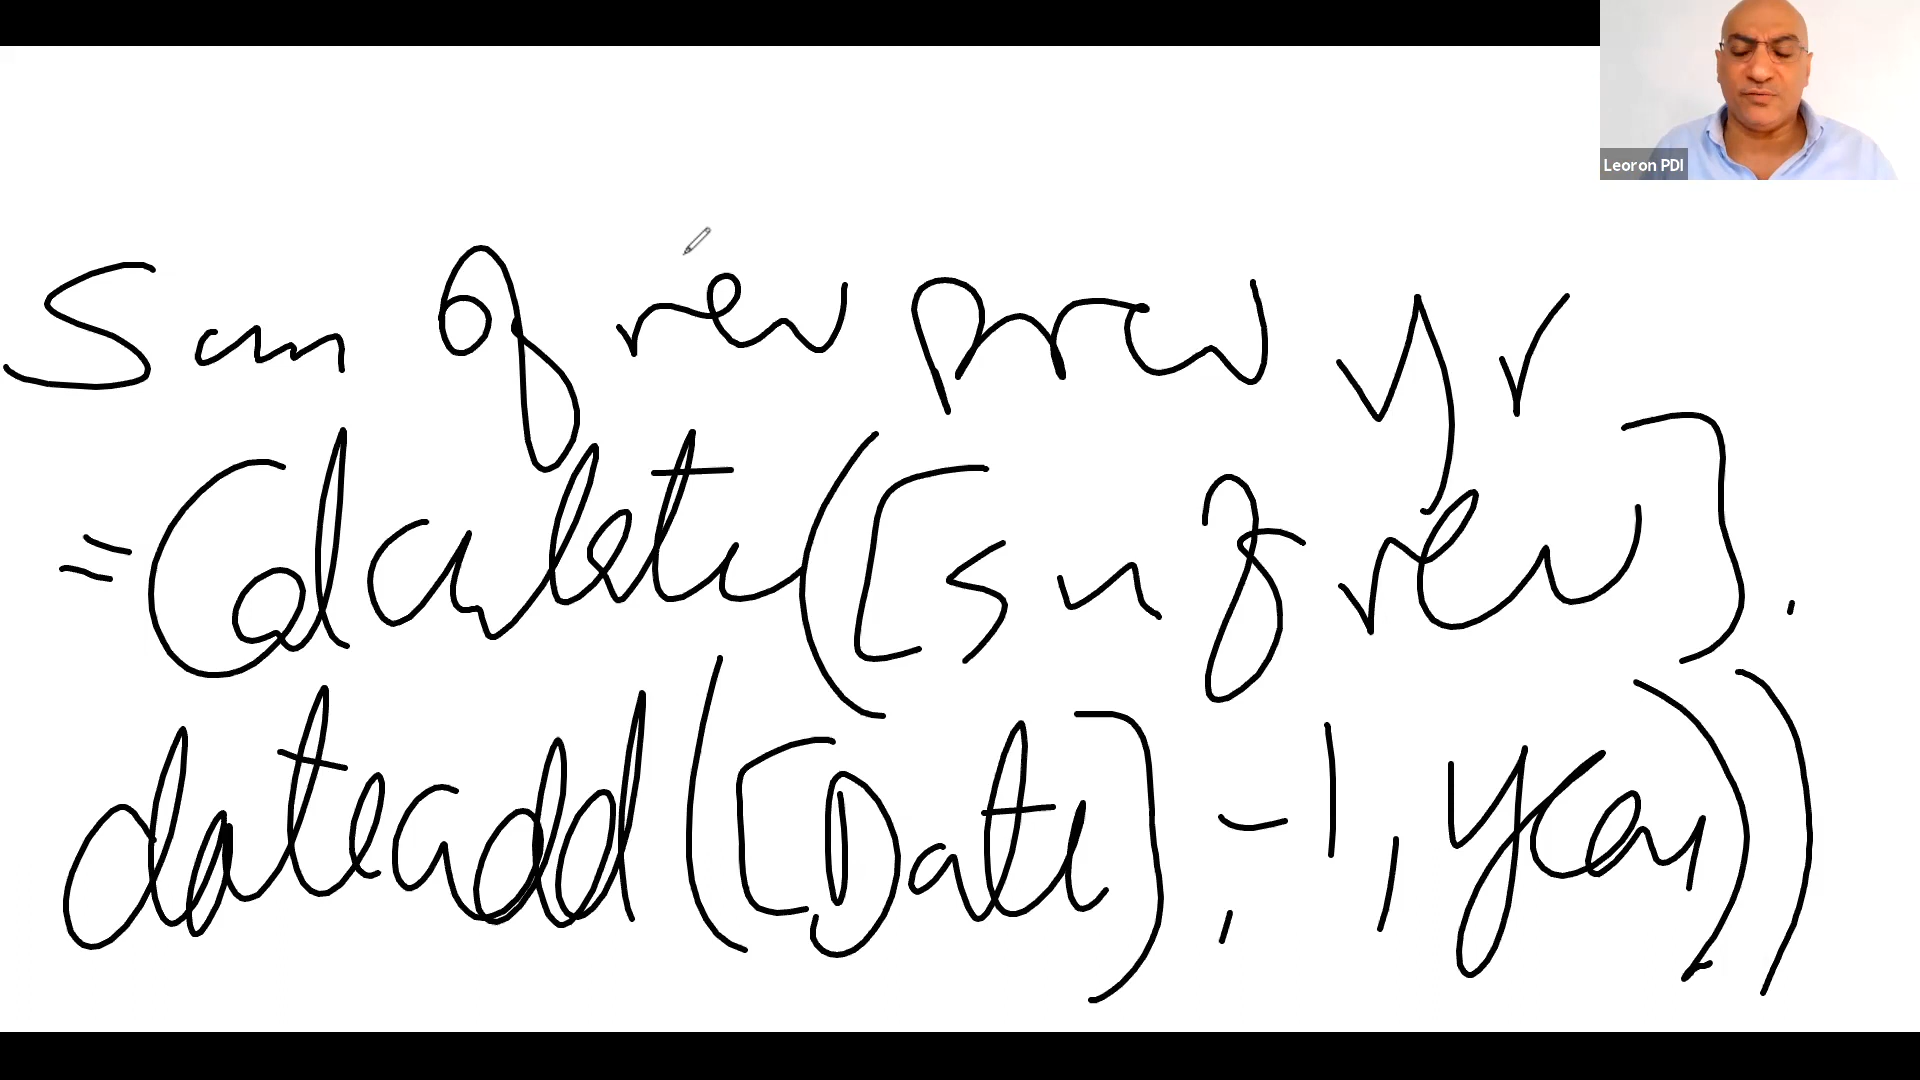 Leoron PDI
Sum of rev prev yr
= Calculate([sum of rev],
dateadd([Date], -1, year))